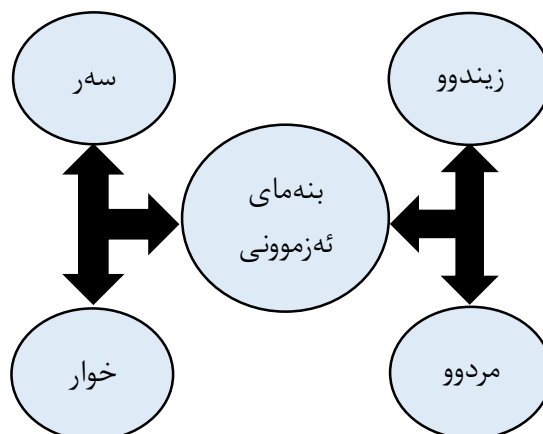 زیندوو
سەر
بنەمای
ئەزموونی
مردوو
خوار